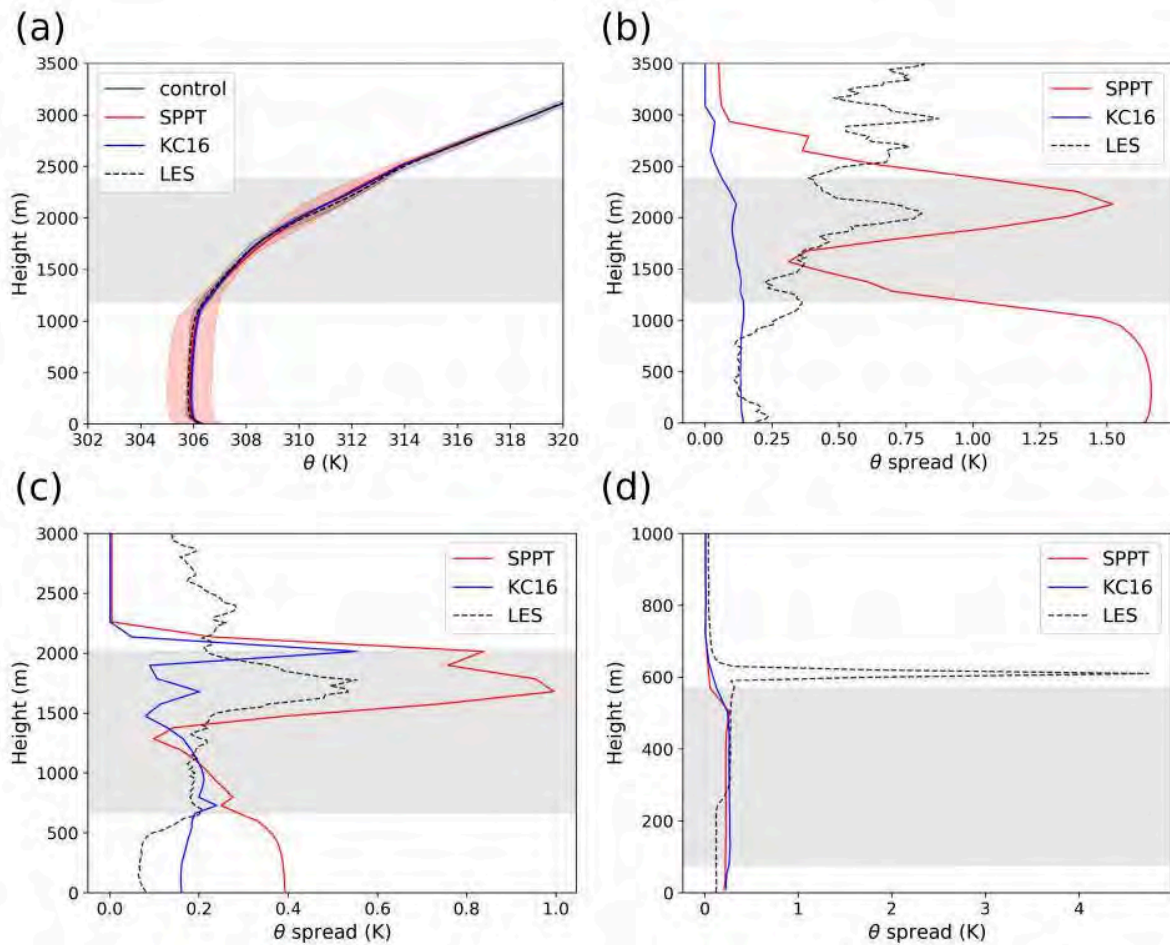 (a)
(b)
3500
3000
2500
2000
1500
1000
500
0
Height (m)
control
SPPT
KC16
LES
302 304 306 308 310 312 314 316 318 320
θ (K)
3500
3000
2500
2000
1500
1000
500
0
Height (m)
SPPT
KC16
LES
0.00 0.25 0.50 0.75 1.00 1.25 1.50
θ spread (K)
(c)
(d)
3000
2500
2000
1500
1000
500
0
Height (m)
SPPT
KC16
LES
0.0 0.2 0.4 0.6 0.8 1.0
θ spread (K)
1000
800
600
400
200
0
Height (m)
SPPT
KC16
LES
0 1 2 3 4
θ spread (K)